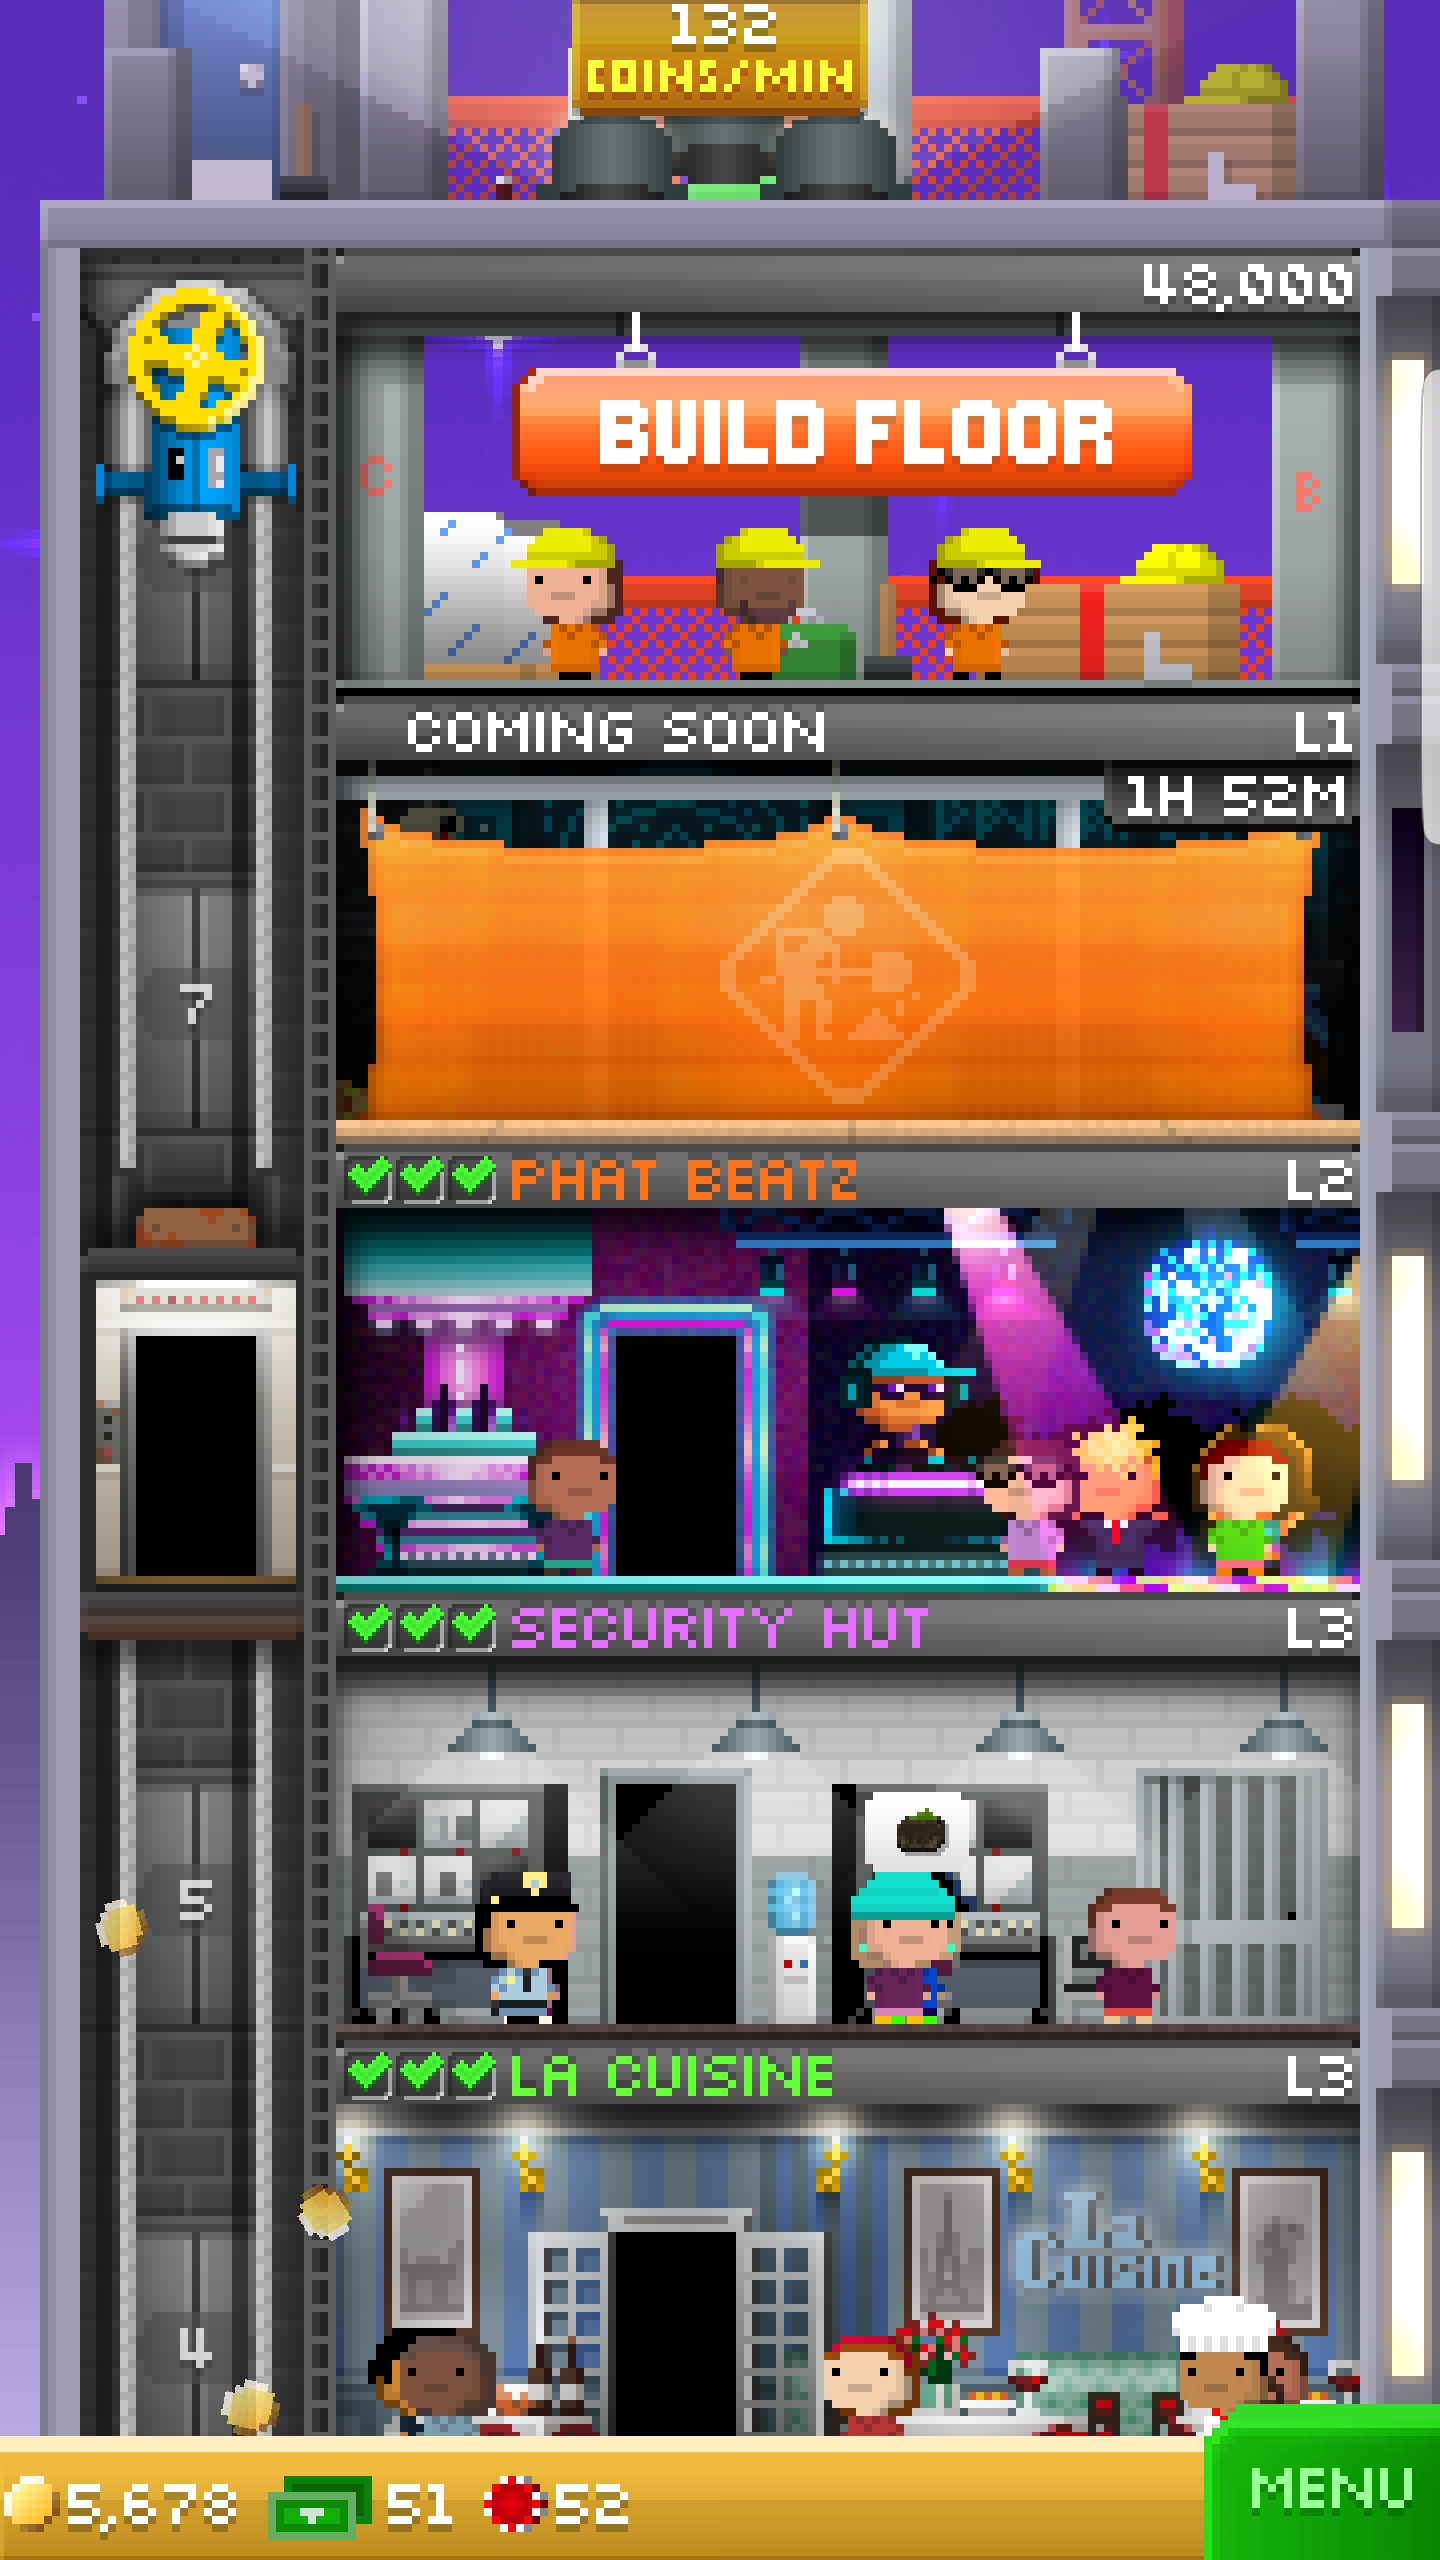 132
COINS/MIN
48,000
BUILD FLOOR
C
B
COMING SOON L1
1H 52M
7
PHAT BEATZ L2
SECURITY HUT L3
5
LA CUISINE L3
La
Cuisine
4
5,678 51 52
MENU